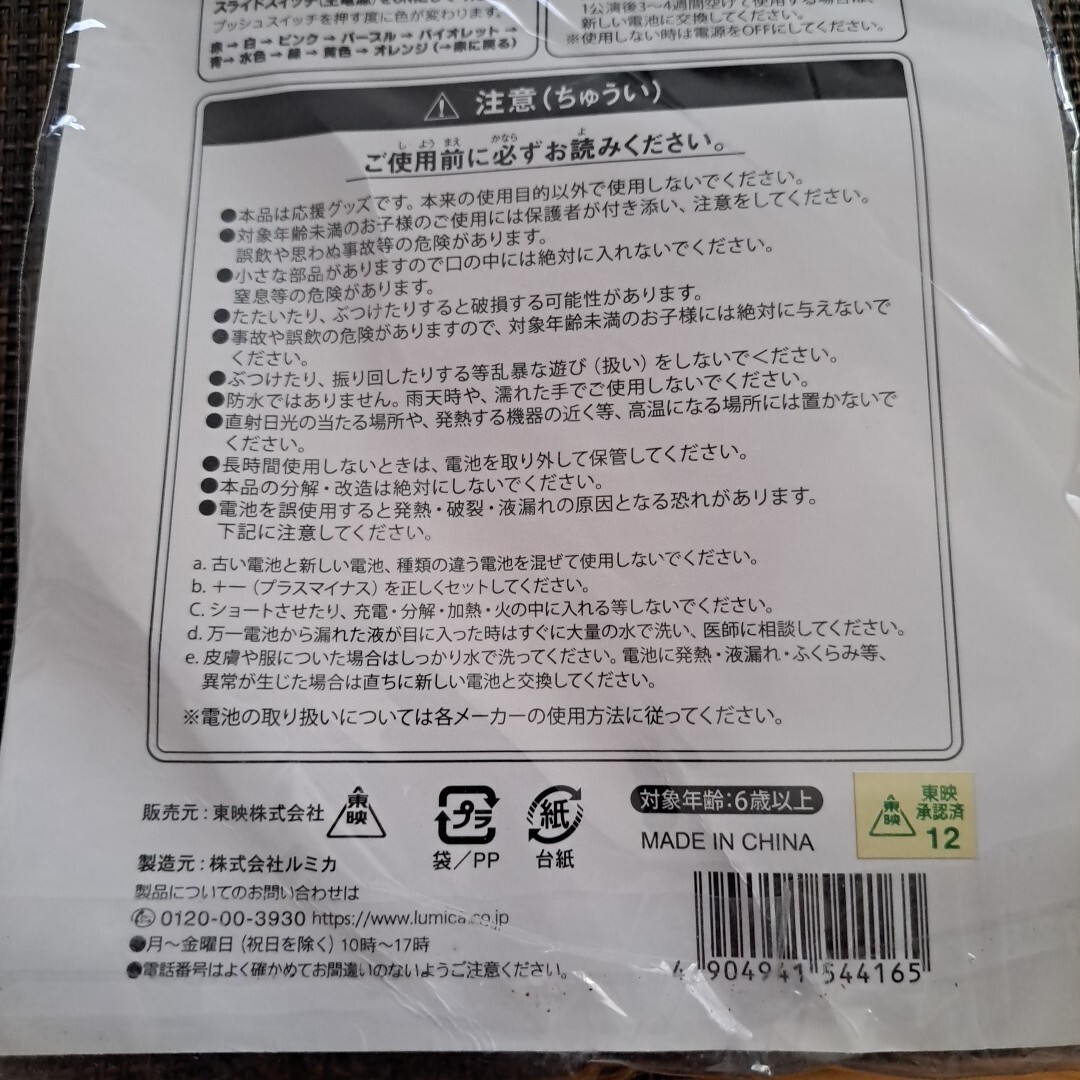 プッシュスイッチを押す度に色が変わります。
赤→白→ピンク→パープル→バイオレット→
青→水色→緑→黄色→オレンジ(→赤に戻る)
1公演後3〜4週間空けて使用する場合は、
新しい電池に交換してください。
※使用しない時は電源をOFFにしてください。
注意(ちゅうい)
しようまえ かなら よ
ご使用前に必ずお読みください。
●本品は応援グッズです。本来の使用目的以外で使用しないでください。
●対象年齢未満のお子様のご使用には保護者が付き添い、注意をしてください。
誤飲や思わぬ事故等の危険があります。
●小さな部品がありますので口の中には絶対に入れないでください。
窒息等の危険があります。
●たたいたり、ぶつけたりすると破損する可能性があります。
●事故や誤飲の危険がありますので、対象年齢未満のお子様には絶対に与えないで
ください。
●ぶつけたり、振り回したりする等乱暴な遊び(扱い)をしないでください。
●防水ではありません。雨天時や、濡れた手でご使用しないでください。
●直射日光の当たる場所や、発熱する機器の近く等、高温になる場所には置かないで
ください。
●長時間使用しないときは、電池を取り外して保管してください。
●本品の分解・改造は絶対にしないでください。
●電池を誤使用すると発熱・破裂・液漏れの原因となる恐れがあります。
下記に注意してください。
a. 古い電池と新しい電池、種類の違う電池を混ぜて使用しないでください。
b. +−(プラスマイナス)を正しくセットしてください。
C. ショートさせたり、充電・分解・加熱・火の中に入れる等しないでください。
d. 万一電池から漏れた液が目に入った時はすぐに大量の水で洗い、医師に相談してください。
e. 皮膚や服についた場合はしっかり水で洗ってください。電池に発熱・液漏れ・ふくらみ等、
異常が生じた場合は直ちに新しい電池と交換してください。
※電池の取り扱いについては各メーカーの使用方法に従ってください。
販売元:東映株式会社
東映
プラ
袋/PP
紙
台紙
対象年齢:6歳以上
MADE IN CHINA
東映
東映
承認済
12
製造元:株式会社ルミカ
製品についてのお問い合わせは
0120-00-3930 https://www.lumica.co.jp
●月〜金曜日(祝日を除く)10時〜17時
●電話番号はよく確かめてお間違いのないようご注意ください。
4 904941 544165